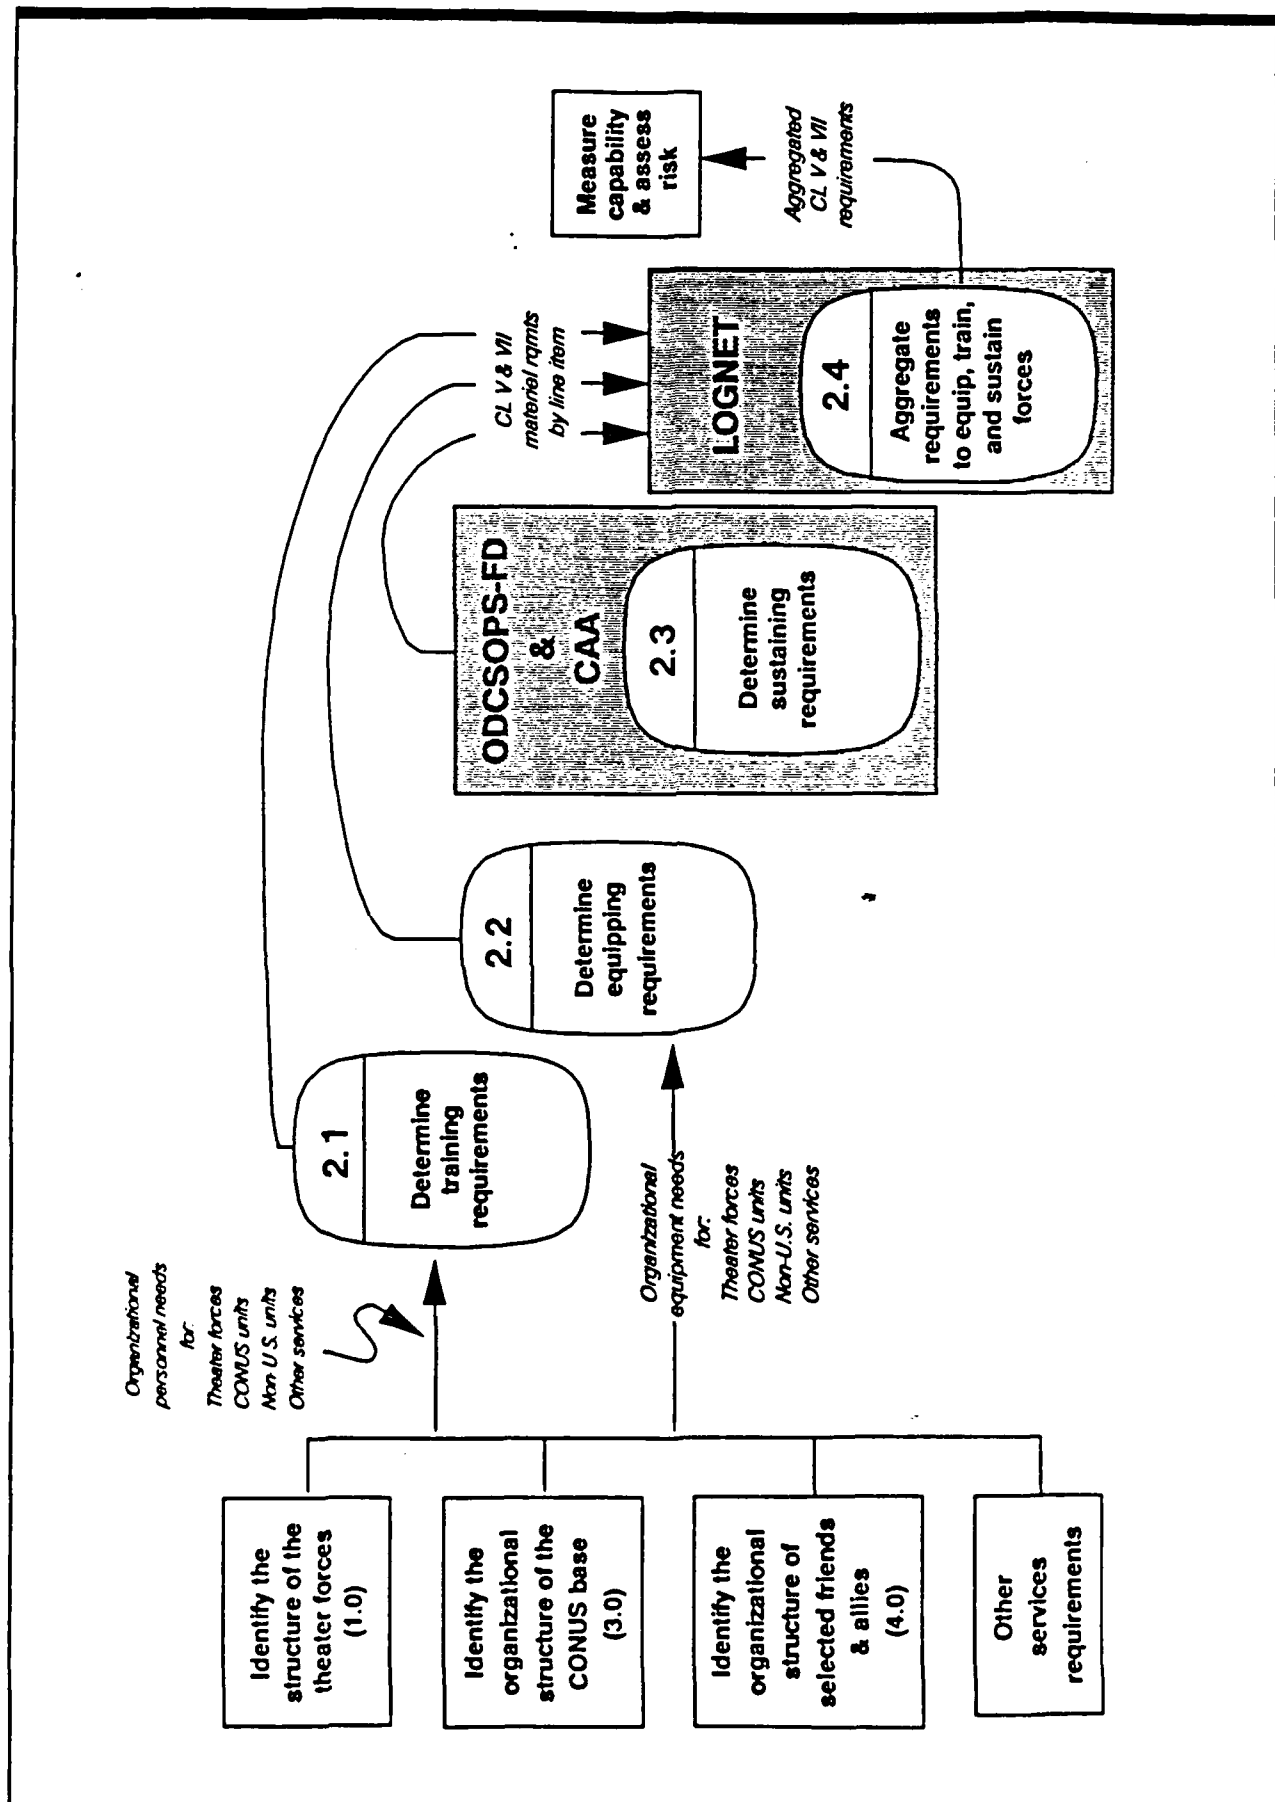 Identify the
structure of the
theater forces
(1.0)
Identify the
organizational
structure of the
CONUS base
(3.0)
Identify the
organizational
structure of
selected friends
& allies
(4.0)
Other
services
requirements
Organizational
personnel needs
for:
Theater forces
CONUS units
Non U.S. units
Other services
Organizational
equipment needs
for:
Theater forces
CONUS units
Non-U.S. units
Other services
2.1
Determine
training
requirements
2.2
Determine
equipping
requirements
ODCSOPS-FD
&
CAA
2.3
Determine
sustaining
requirements
CL V & VII
materiel rqmts
by line item
LOGNET
2.4
Aggregate
requirements
to equip, train,
and sustain
forces
Aggregated
CL V & VII
requirements
Measure
capability
& assess
risk